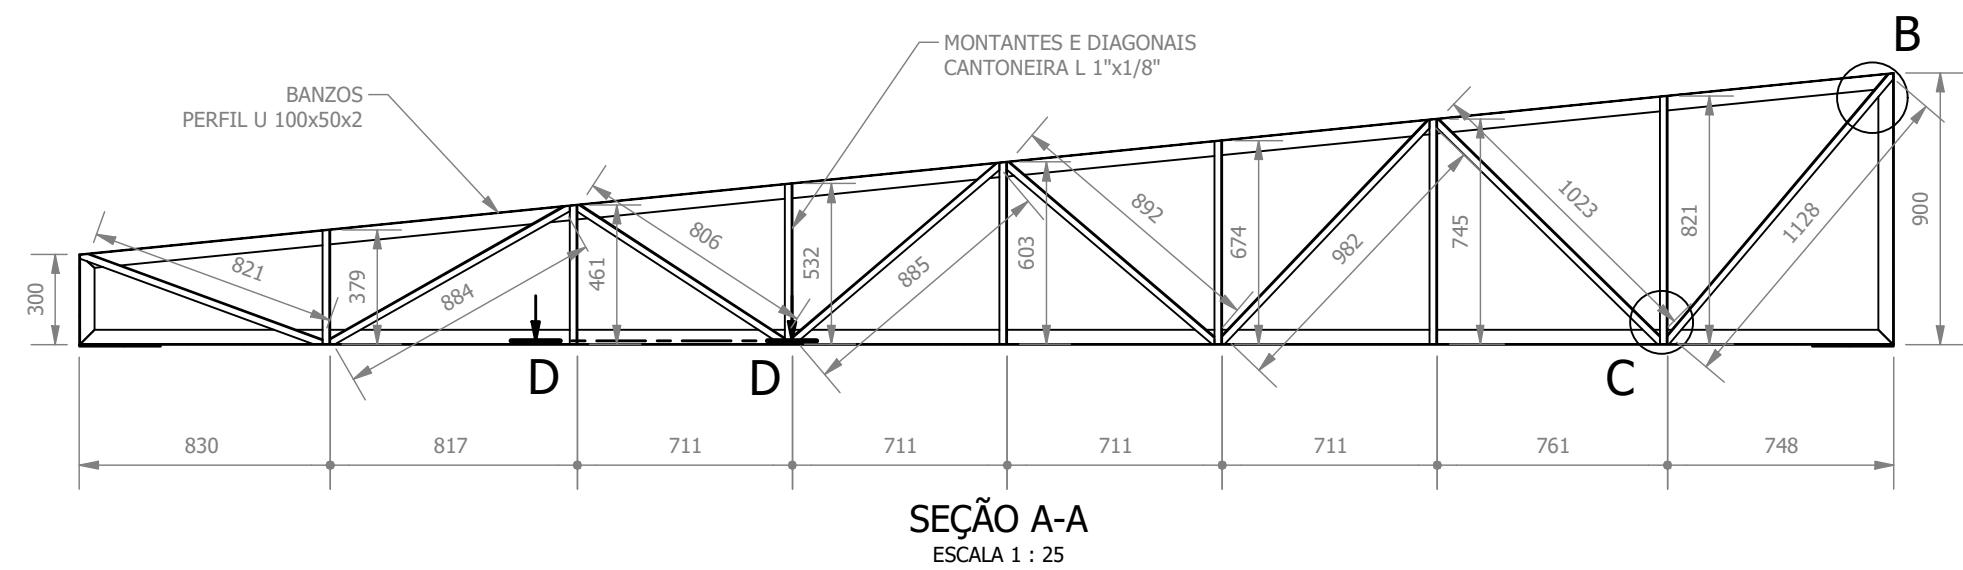 B
MONTANTES E DIAGONAIS
CANTONEIRA L 1"x1/8"
BANZOS
PERFIL U 100x50x2
300
821
379
884
461
806
532
885
603
892
674
982
745
1023
821
1128
900
D
D
C
830
817
711
711
711
711
761
748
SEÇÃO A-A
ESCALA 1 : 25